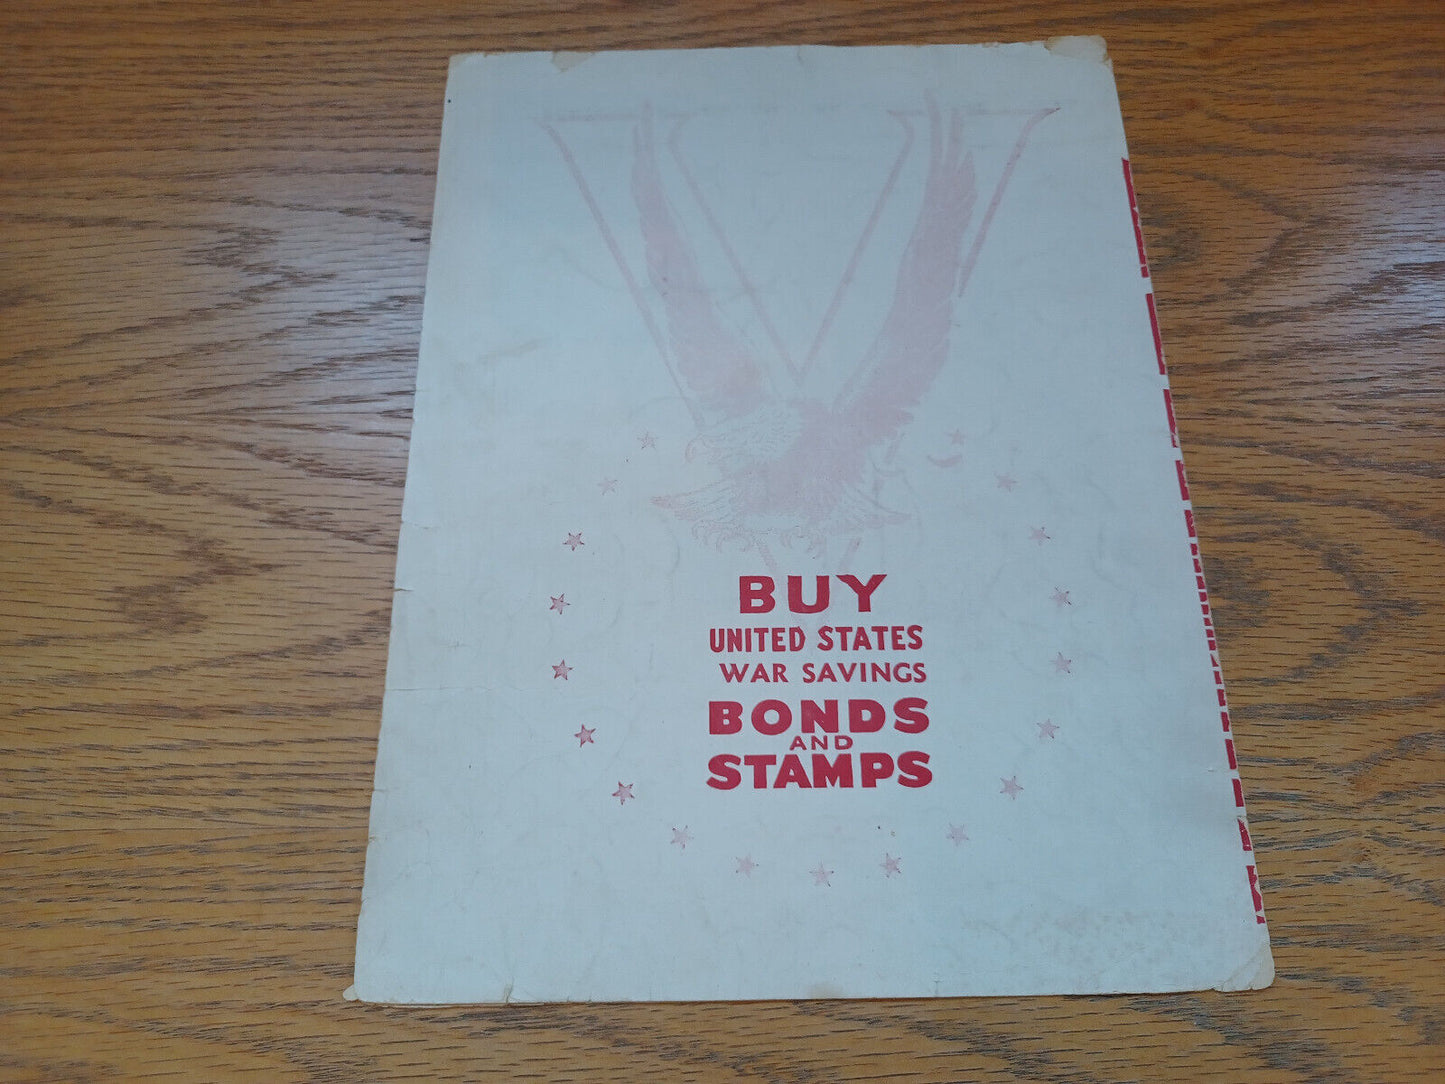 BUY
UNITED STATES
WAR SAVINGS
BONDS
AND
STAMPS